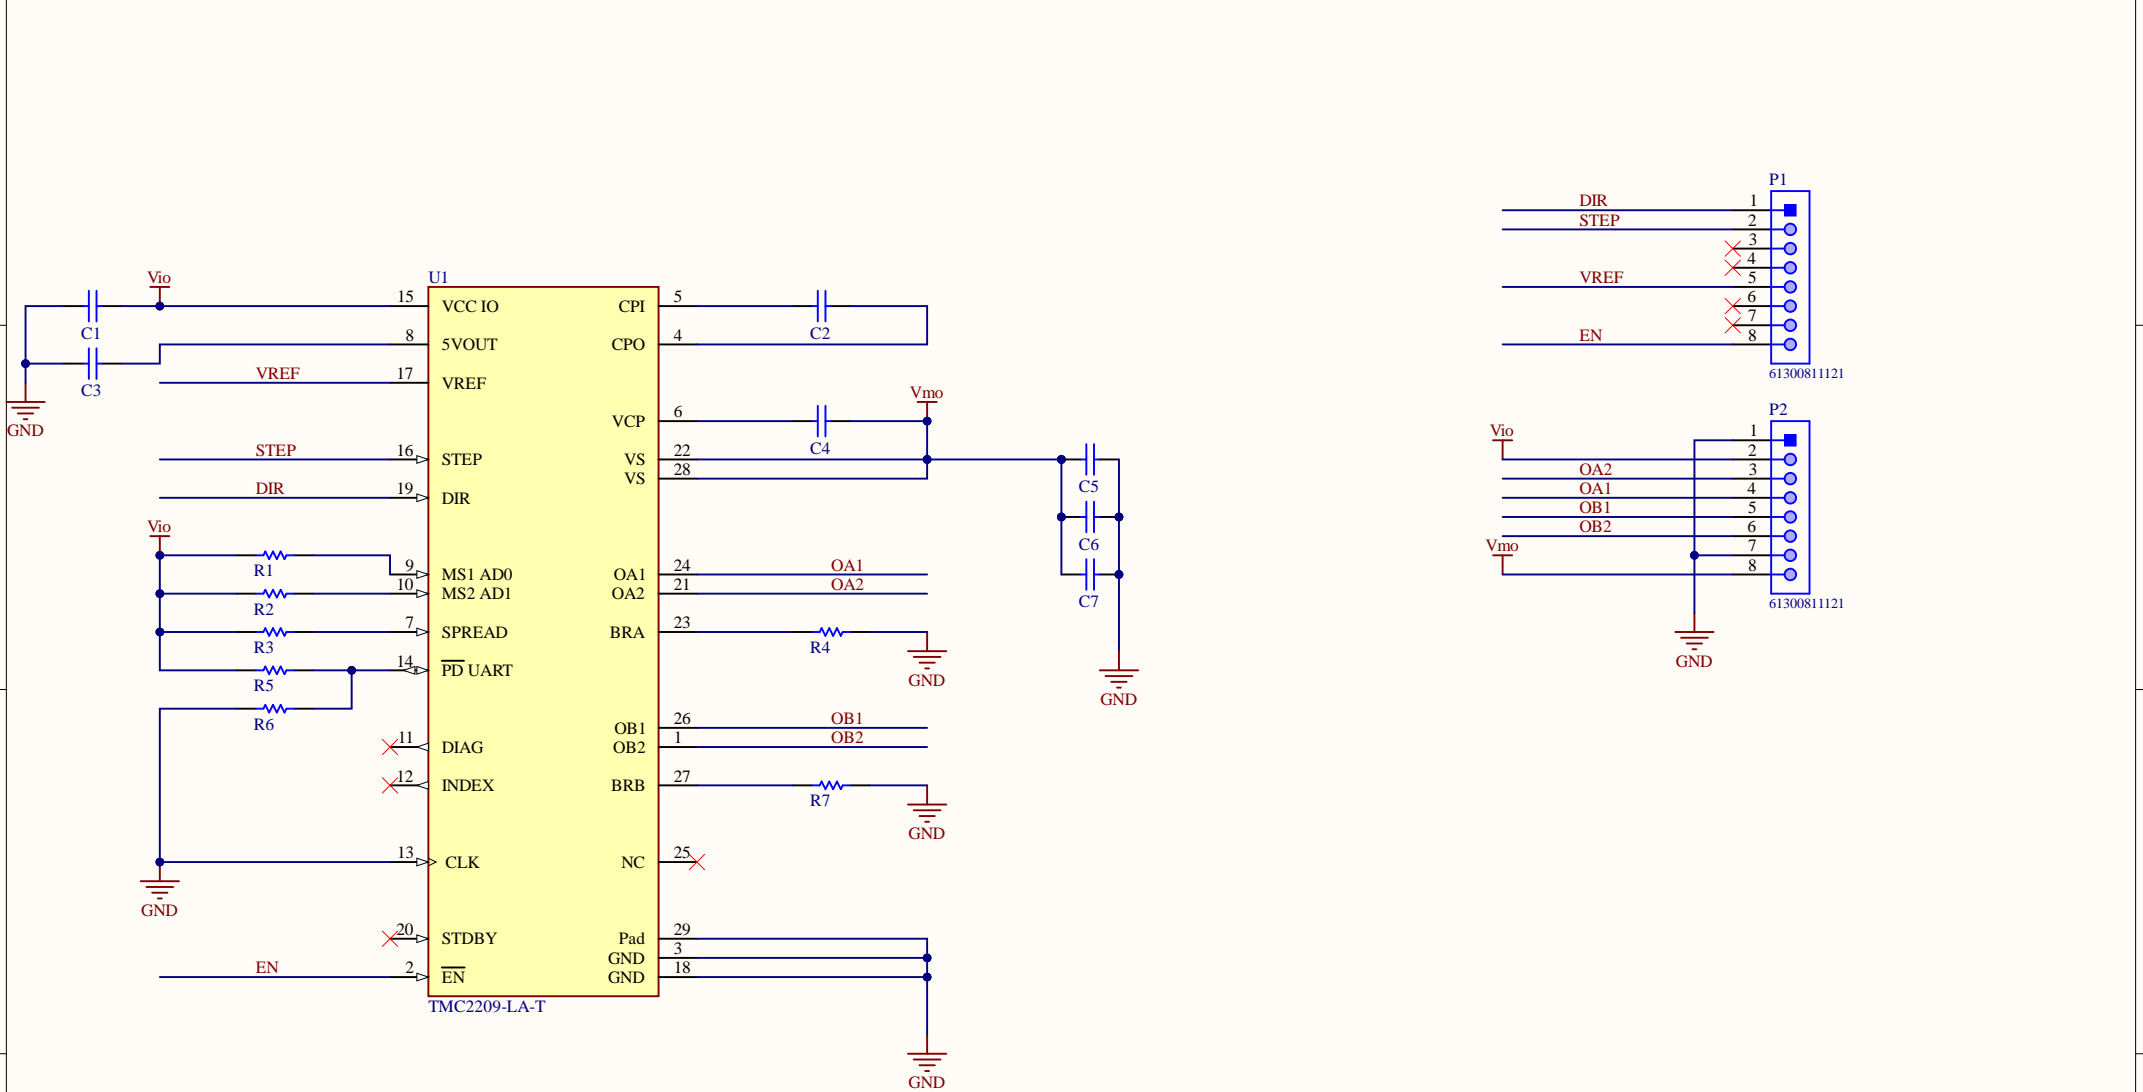 U1
Vio
C1
C3
GND
VREF
STEP
DIR
Vio
R1
R2
R3
R5
R6
GND
EN
15 VCC IO
8 5VOUT
17 VREF
16 STEP
19 DIR
9 MS1 AD0
10 MS2 AD1
7 SPREAD
14 PD UART
11 DIAG
12 INDEX
13 CLK
20 STDBY
2 EN
CPI 5
CPO 4
VCP 6
VS 22
VS 28
OA1 24
OA2 21
BRA 23
OB1 26
OB2 1
BRB 27
NC 25
Pad 29
GND 3
GND 18
TMC2209-LA-T
C2
Vmo
C4
C5
C6
C7
GND
OA1
OA2
R4
GND
OB1
OB2
R7
GND
GND
P1
DIR 1
STEP 2
3
4
VREF 5
6
7
EN 8
61300811121
P2
1
Vio 2
OA2 3
OA1 4
OB1 5
OB2 6
7
Vmo 8
61300811121
GND